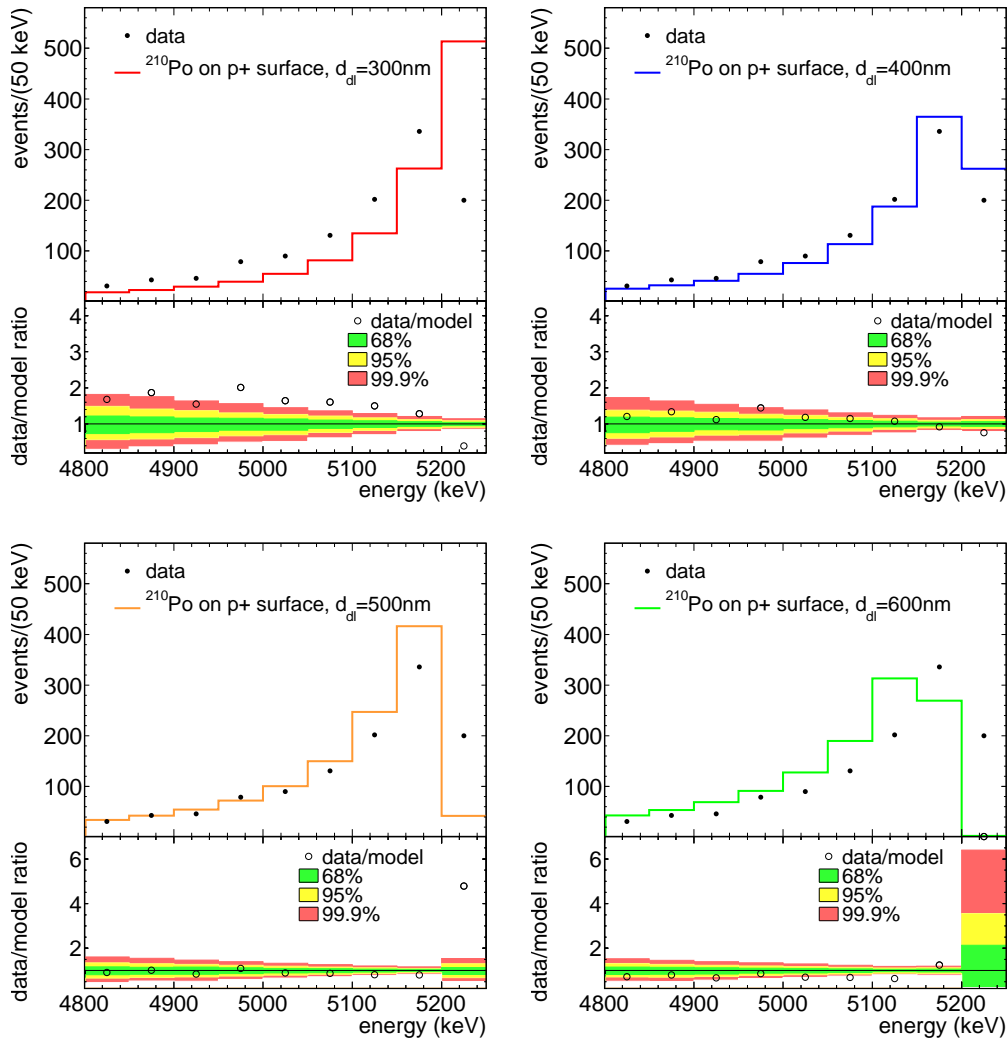 events/(50 keV)
500
400
300
200
100
data
²¹⁰Po on p+ surface, d_dl=300nm
data/model ratio
4
3
2
1
data/model
68%
95%
99.9%
4800 4900 5000 5100 5200
energy (keV)
events/(50 keV)
500
400
300
200
100
data
²¹⁰Po on p+ surface, d_dl=400nm
data/model ratio
4
3
2
1
data/model
68%
95%
99.9%
4800 4900 5000 5100 5200
energy (keV)
events/(50 keV)
500
400
300
200
100
data
²¹⁰Po on p+ surface, d_dl=500nm
data/model ratio
6
4
2
data/model
68%
95%
99.9%
4800 4900 5000 5100 5200
energy (keV)
events/(50 keV)
500
400
300
200
100
data
²¹⁰Po on p+ surface, d_dl=600nm
data/model ratio
6
4
2
data/model
68%
95%
99.9%
4800 4900 5000 5100 5200
energy (keV)